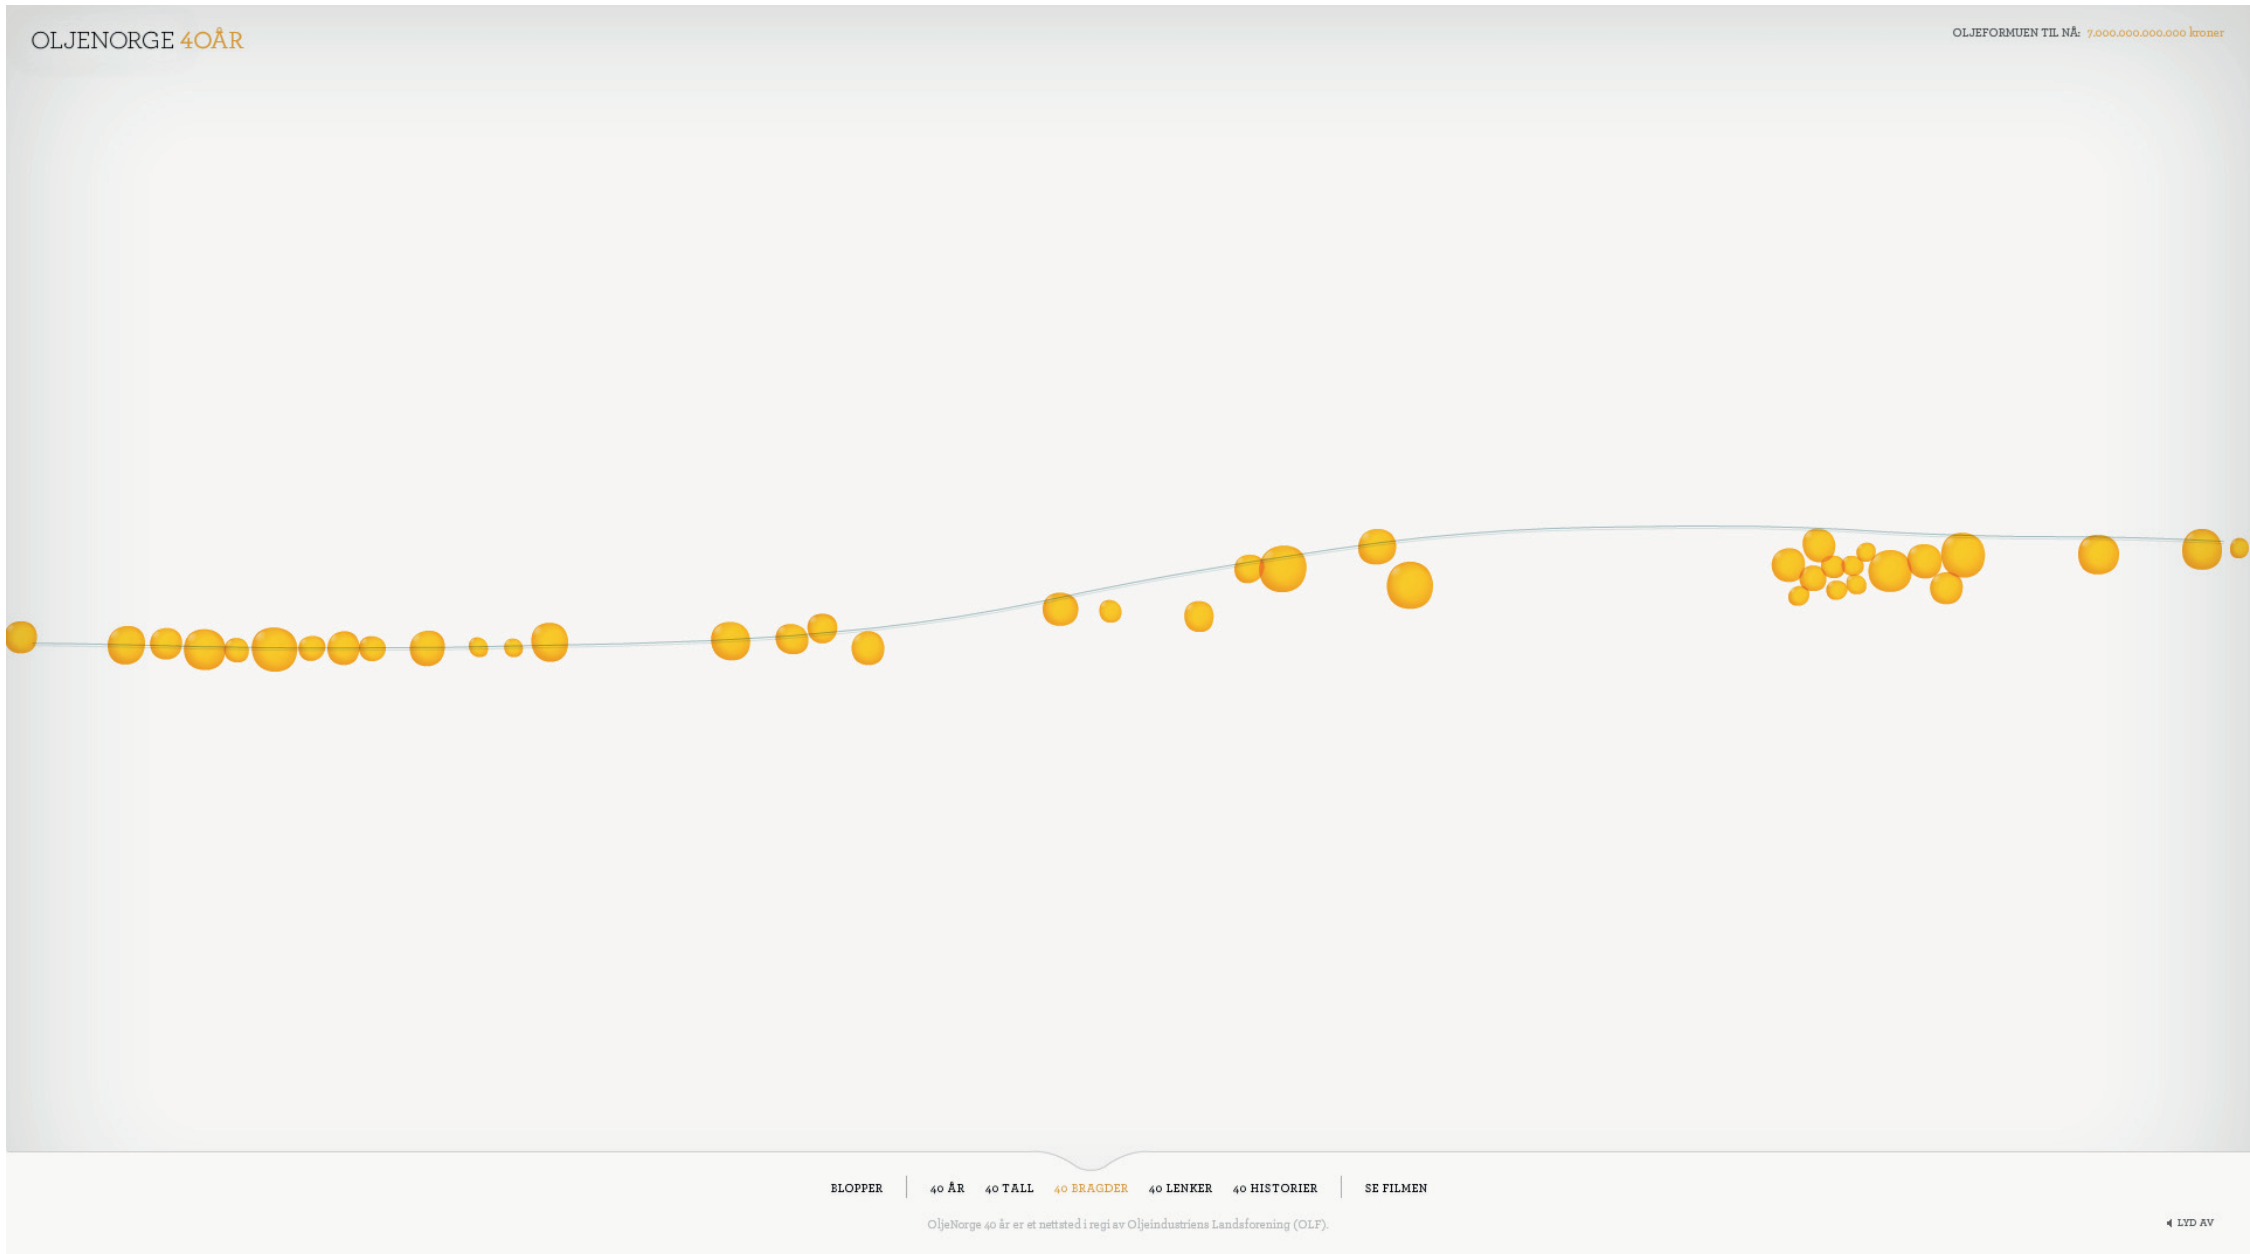 OLJENORGE 40ÅR
OLJEFORMUEN TIL NÅ: 7.000.000.000.000 kroner
BLOPPER 40 ÅR 40 TALL 40 BRAGDER 40 LENKER 40 HISTORIER SE FILMEN
OljeNorge 40 år er et nettsted i regi av Oljeindustriens Landsforening (OLF).
LYD AV